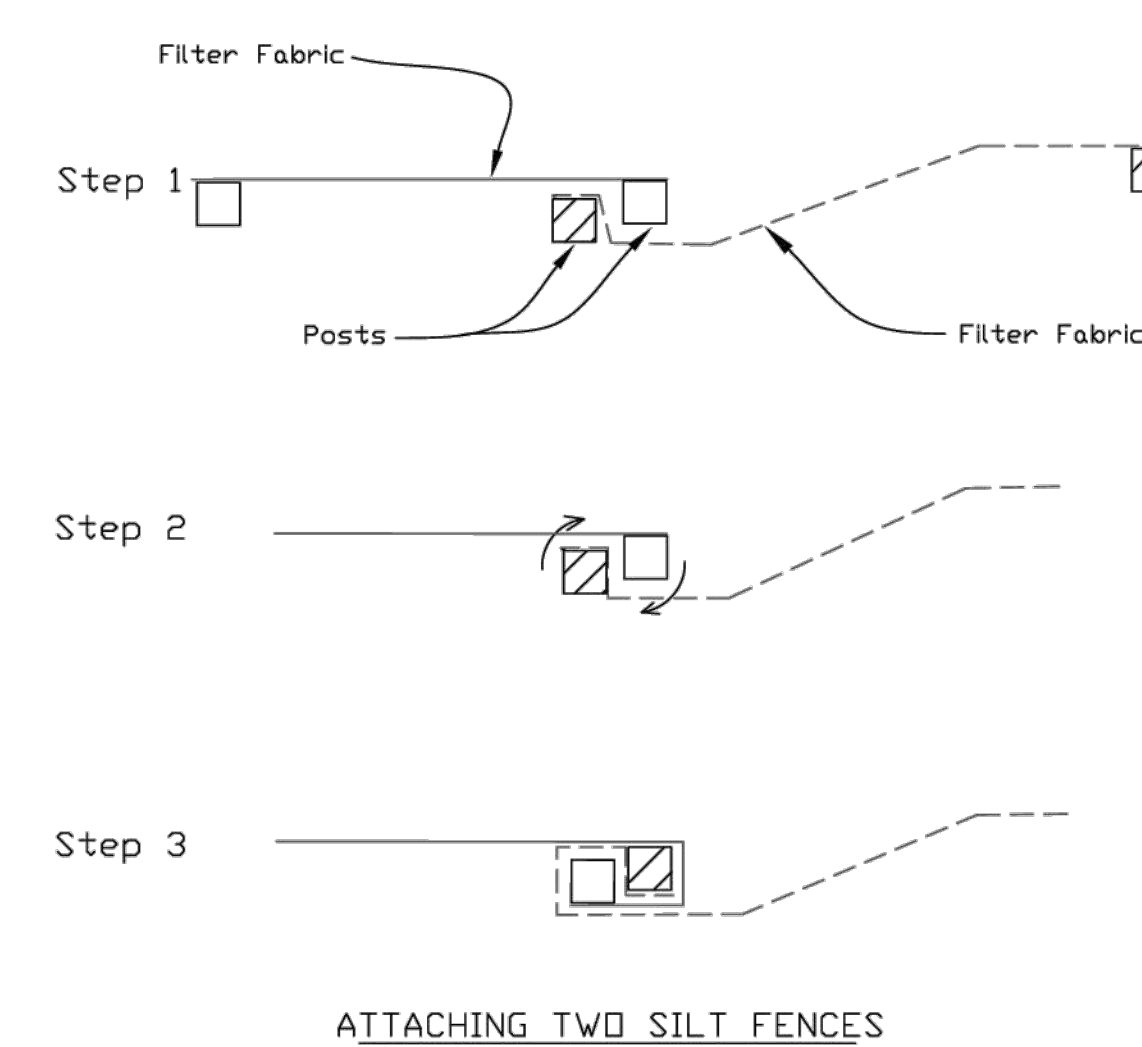 Filter Fabric
Step 1
Posts
Filter Fabric
Step 2
Step 3
ATTACHING TWO SILT FENCES